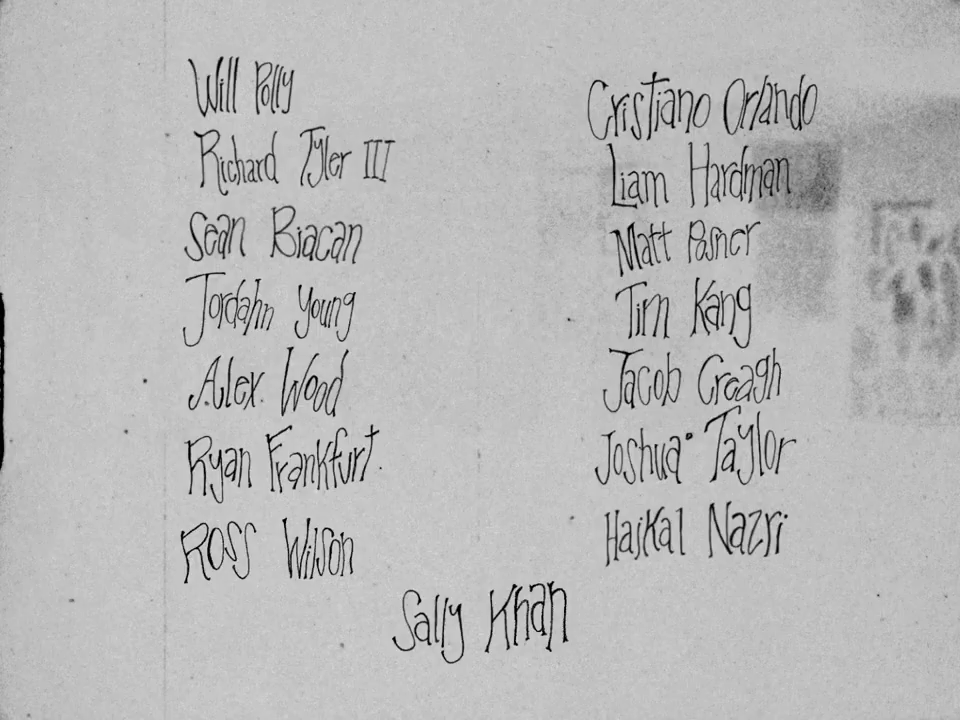 Will Polly
Richard Tyler III
Sean Biacan
Jordahn Young
Alex Wood
Ryan Frankfurt
Ross Wilson
Cristiano Orlando
Liam Hardman
Matt Posner
Tim Kang
Jacob Creagh
Joshua Taylor
Haikal Nazri
Sally Khan